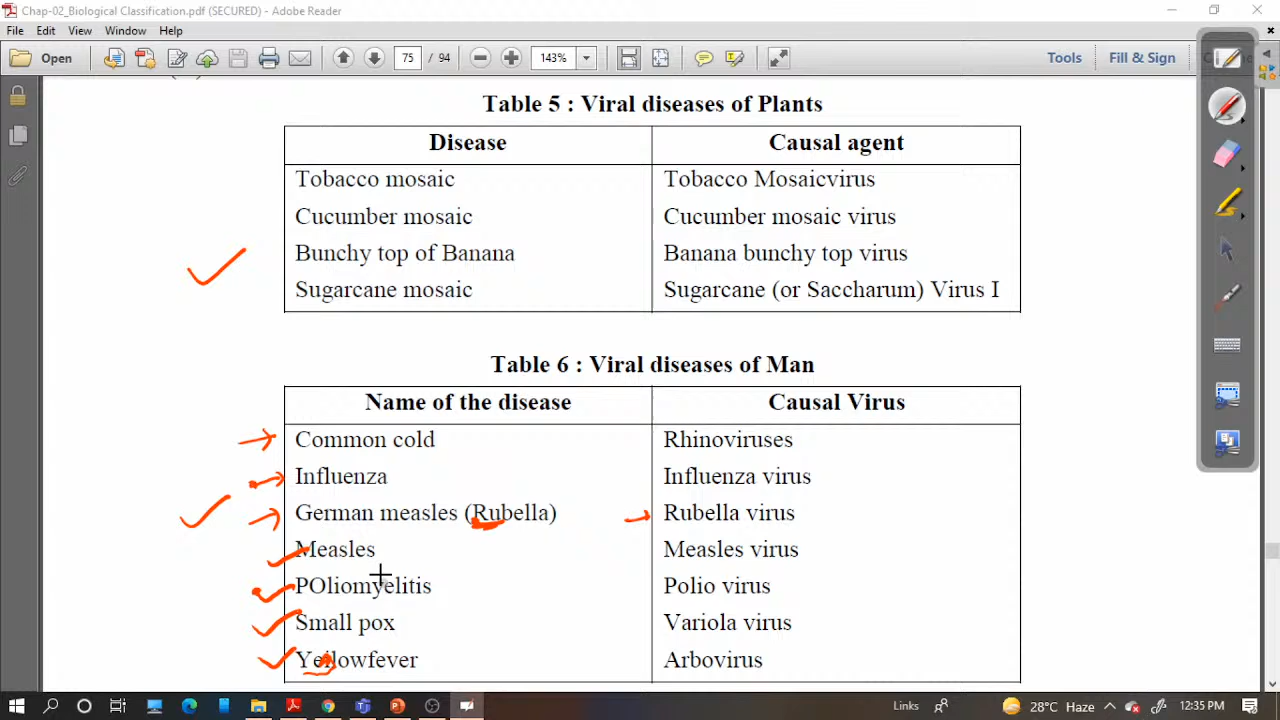 Chap-02_Biological Classification.pdf (SECURED) - Adobe Reader
File Edit View Window Help
Open 75 / 94 143% Tools Fill & Sign
Table 5 : Viral diseases of Plants
Disease Causal agent
Tobacco mosaic Tobacco Mosaicvirus
Cucumber mosaic Cucumber mosaic virus
Bunchy top of Banana Banana bunchy top virus
Sugarcane mosaic Sugarcane (or Saccharum) Virus I
Table 6 : Viral diseases of Man
Name of the disease Causal Virus
Common cold Rhinoviruses
Influenza Influenza virus
German measles (Rubella) Rubella virus
Measles Measles virus
POliomyelitis Polio virus
Small pox Variola virus
Yellowfever Arbovirus
Links 28°C Haze 12:35 PM